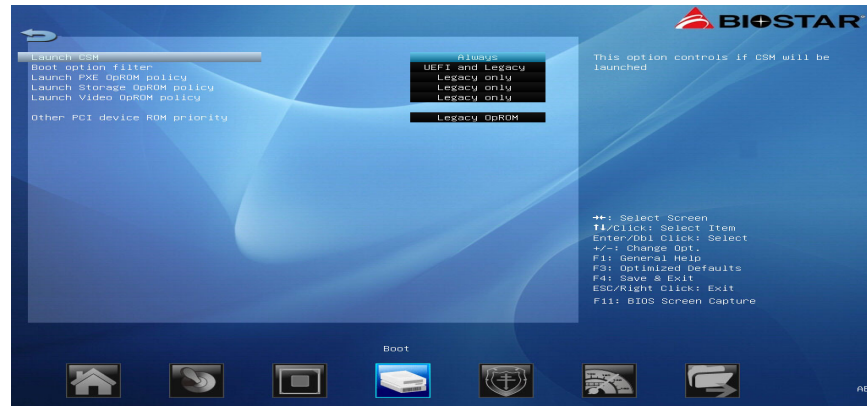 BIOSTAR
Launch CSM Always
Boot option filter UEFI and Legacy
Launch PXE OpROM policy Legacy only
Launch Storage OpROM policy Legacy only
Launch Video OpROM policy Legacy only
Other PCI device ROM priority Legacy OpROM
This option controls if CSM will be
launched
→←: Select Screen
↑↓/Click: Select Item
Enter/Dbl Click: Select
+/-: Change Opt.
F1: General Help
F3: Optimized Defaults
F4: Save & Exit
ESC/Right Click: Exit
F11: BIOS Screen Capture
Boot